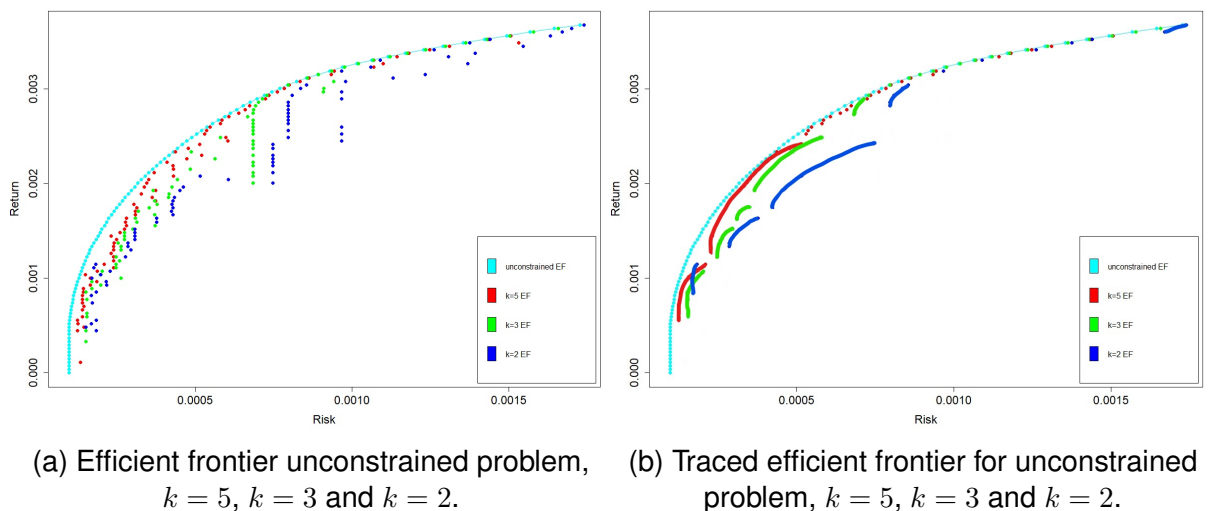 Return
0.003
0.002
0.001
0.000
unconstrained EF
k=5 EF
k=3 EF
k=2 EF
0.0005
0.0010
0.0015
Risk
Return
0.003
0.002
0.001
0.000
unconstrained EF
k=5 EF
k=3 EF
k=2 EF
0.0005
0.0010
0.0015
Risk
(a) Efficient frontier unconstrained problem,
k = 5, k = 3 and k = 2.
(b) Traced efficient frontier for unconstrained
problem, k = 5, k = 3 and k = 2.